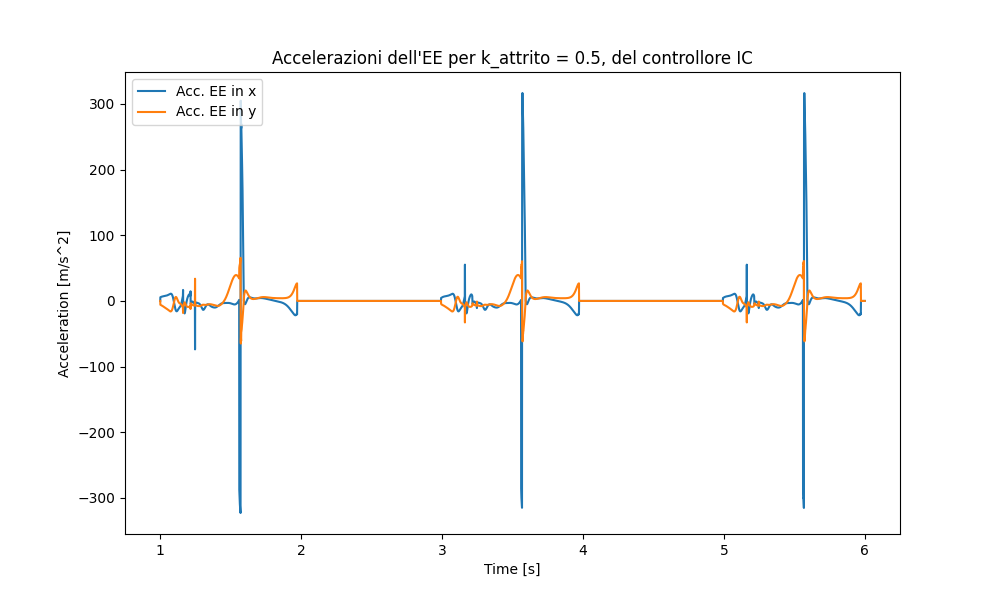 Accelerazioni dell'EE per k_attrito = 0.5, del controllore IC
Acc. EE in x
Acc. EE in y
Acceleration [m/s^2]
300
200
100
0
−100
−200
−300
1 2 3 4 5 6
Time [s]